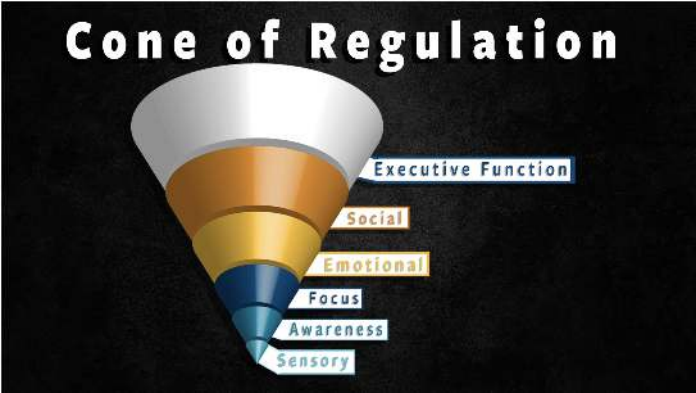 Cone of Regulation
Executive Function
Social
Emotional
Focus
Awareness
Sensory